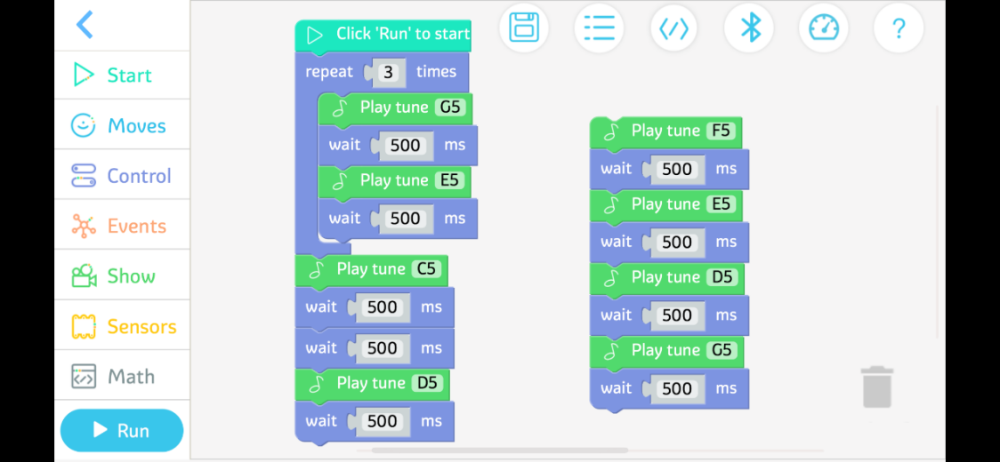 Start
Moves
Control
Events
Show
Sensors
Math
Run
Click 'Run' to start
repeat 3 times
Play tune G5
wait 500 ms
Play tune E5
wait 500 ms
Play tune C5
wait 500 ms
wait 500 ms
Play tune D5
wait 500 ms
Play tune F5
wait 500 ms
Play tune E5
wait 500 ms
Play tune D5
wait 500 ms
Play tune G5
wait 500 ms
?